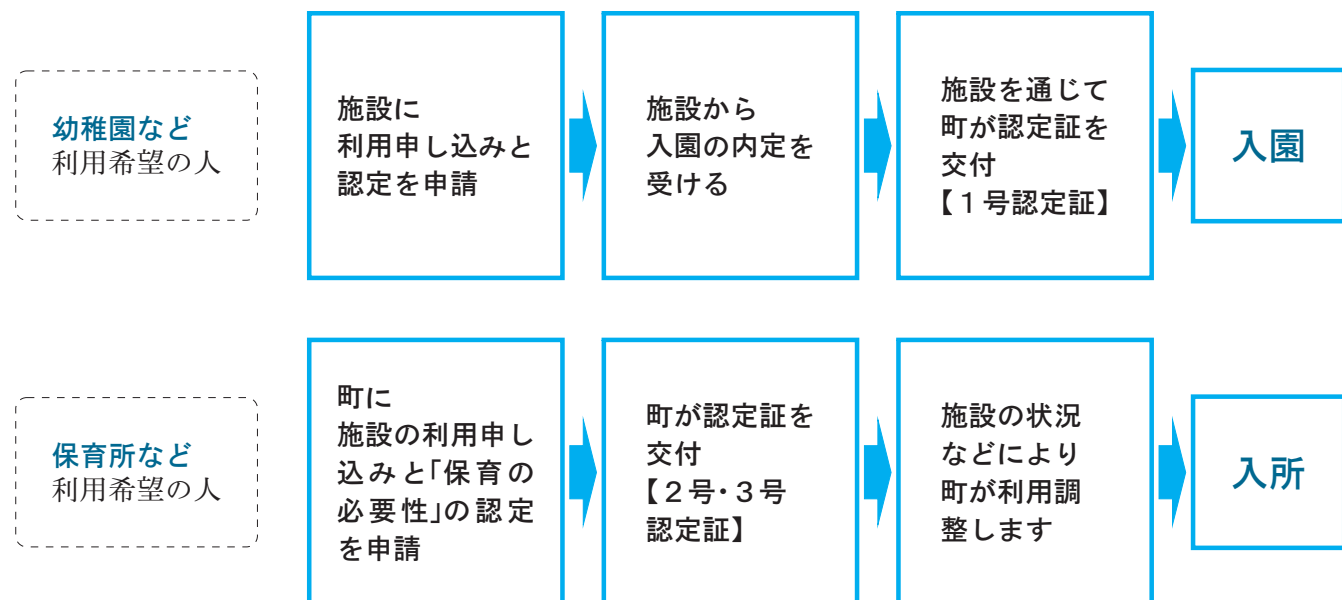 幼稚園など
利用希望の人
施設に
利用申し込みと
認定を申請
施設から
入園の内定を
受ける
施設を通じて
町が認定証を
交付
【１号認定証】
入園
保育所など
利用希望の人
町に
施設の利用申し
込みと「保育の
必要性」の認定
を申請
町が認定証を
交付
【２号・３号
認定証】
施設の状況
などにより
町が利用調
整します
入所